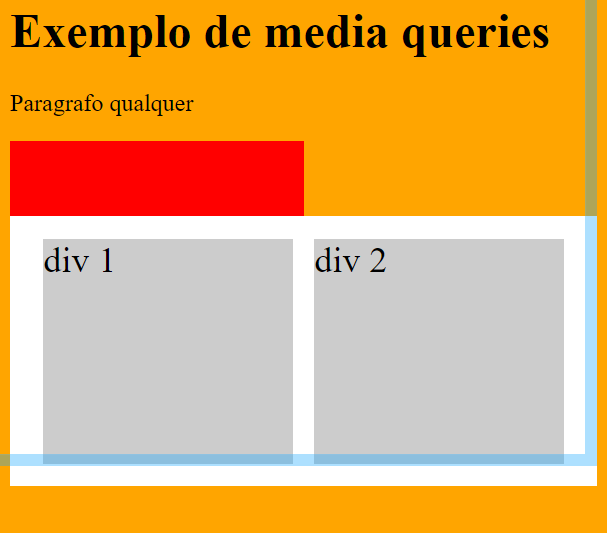 Exemplo de media queries
Paragrafo qualquer
div 1
div 2